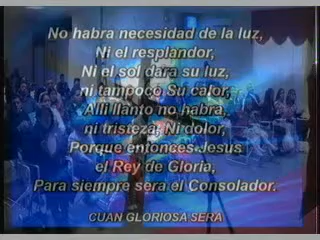 No habra necesidad de la luz,
Ni el resplandor,
Ni el sol dara su luz,
ni tampoco Su calor,
Alli llanto no habra,
ni tristeza, Ni dolor,
Porque entonces Jesus
el Rey de Gloria,
Para siempre sera el Consolador.
CUAN GLORIOSA SERA